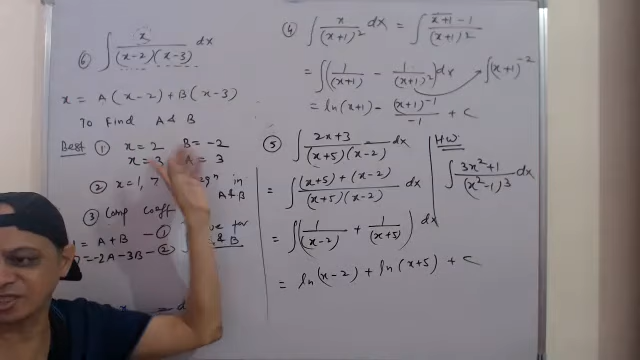 ⑥ ∫ x/((x-2)(x-3)) dx
x = A(x-2) + B(x-3)
To Find A & B
Best ① x=2 B=-2
x=3 A=3
② x=1, 7 in A&B
③ Comp coeff for
= A+B —①
=-2A-3B-②
④ ∫ x/(x+1)² dx = ∫ (x+1 -1)/(x+1)²
= ∫(1/(x+1) - 1/(x+1)²)dx ∫(x+1)⁻²
= ln(x+1) - (x+1)⁻¹/-1 + C
⑤ ∫ (2x+3)/((x+5)(x-2)) dx
= ∫ ((x+5)+(x-2))/((x+5)(x-2)) dx
= ∫(1/(x-2) + 1/(x+5)) dx
= ln(x-2) + ln(x+5) + C
HW
∫ (3x²+1)/(x²-1)³ dx